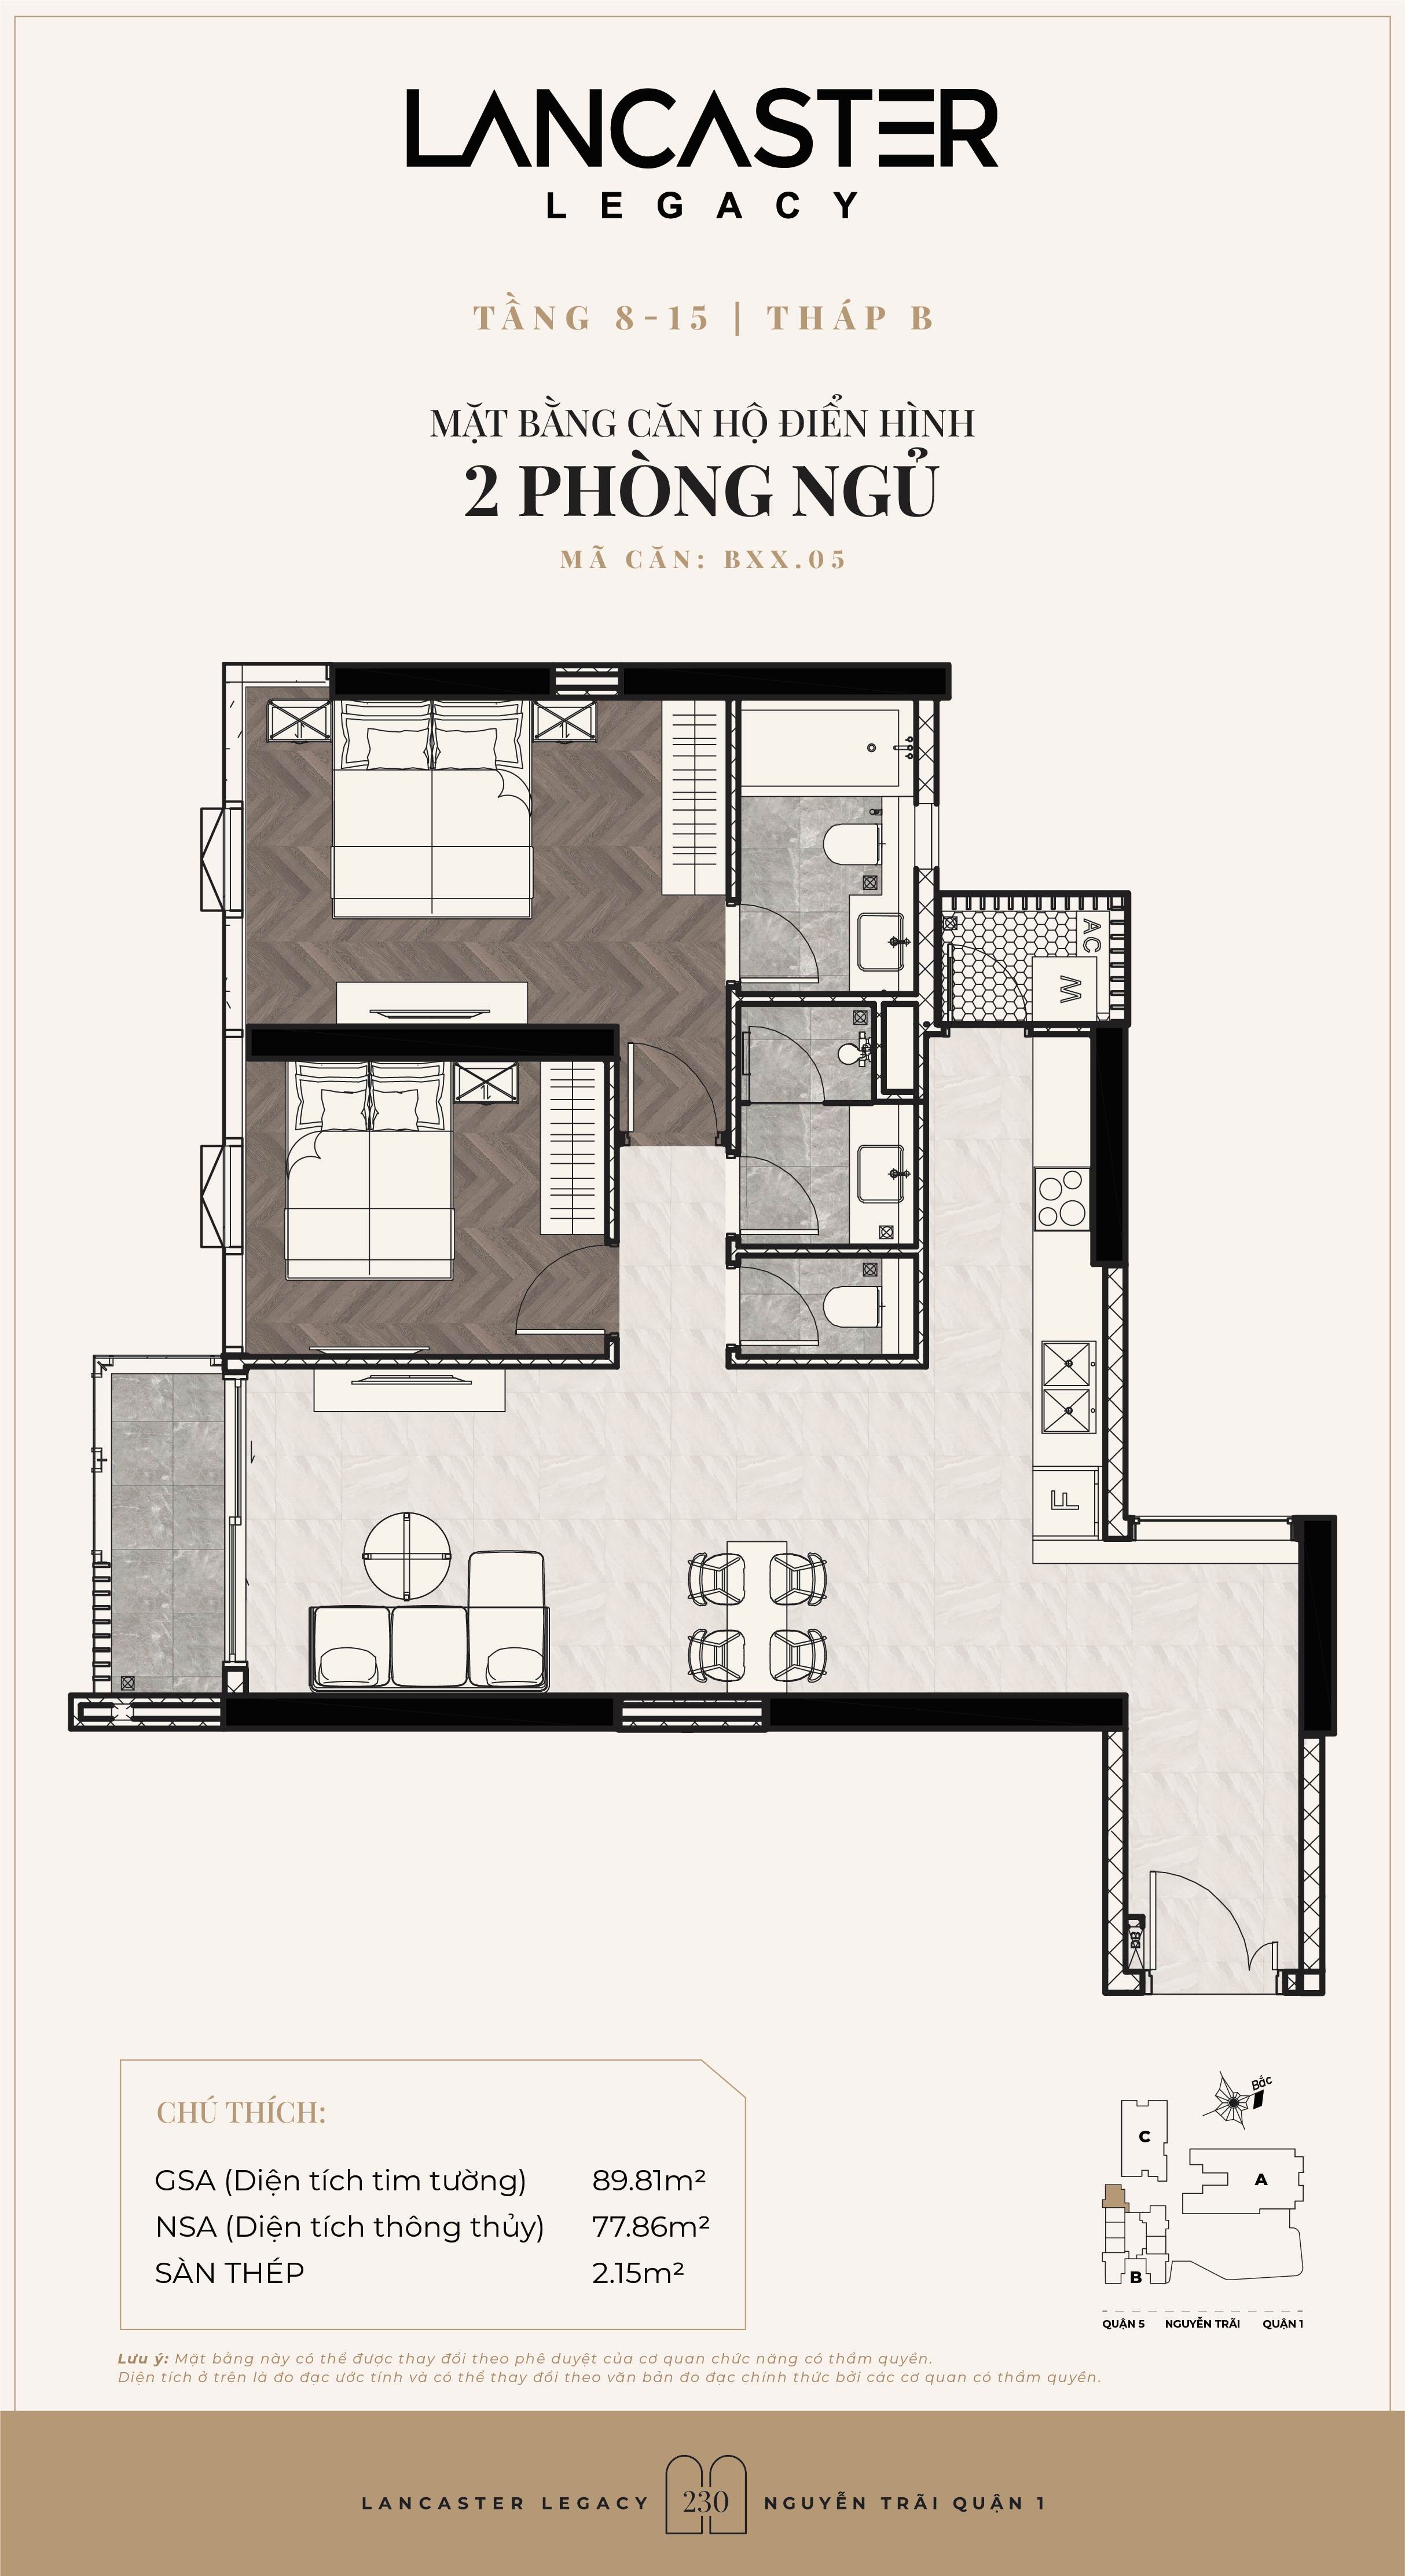 LANCASTER
LEGACY
TẦNG 8-15 | THÁP B
MẶT BẰNG CĂN HỘ ĐIỂN HÌNH
2 PHÒNG NGỦ
MÃ CĂN: BXX.05
AC
W
F
DB
CHÚ THÍCH:
GSA (Diện tích tim tường) 89.81m²
NSA (Diện tích thông thủy) 77.86m²
SÀN THÉP 2.15m²
Bắc
C
A
B
QUẬN 5 NGUYỄN TRÃI QUẬN 1
Lưu ý: Mặt bằng này có thể được thay đổi theo phê duyệt của cơ quan chức năng có thẩm quyền.
Diện tích ở trên là đo đạc ước tính và có thể thay đổi theo văn bản đo đạc chính thức bởi các cơ quan có thẩm quyền.
LANCASTER LEGACY 230 NGUYỄN TRÃI QUẬN 1